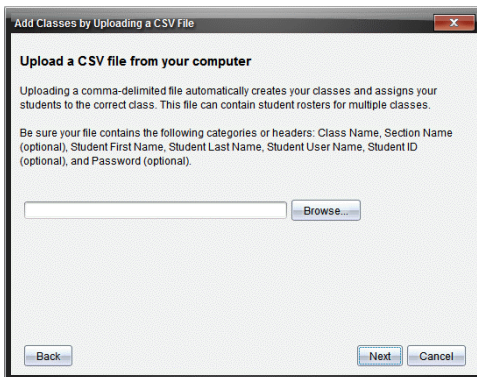 Add Classes by Uploading a CSV File
Upload a CSV file from your computer
Uploading a comma-delimited file automatically creates your classes and assigns your
students to the correct class. This file can contain student rosters for multiple classes.
Be sure your file contains the following categories or headers: Class Name, Section Name
(optional), Student First Name, Student Last Name, Student User Name, Student ID
(optional), and Password (optional).
Browse...
Back
Next
Cancel